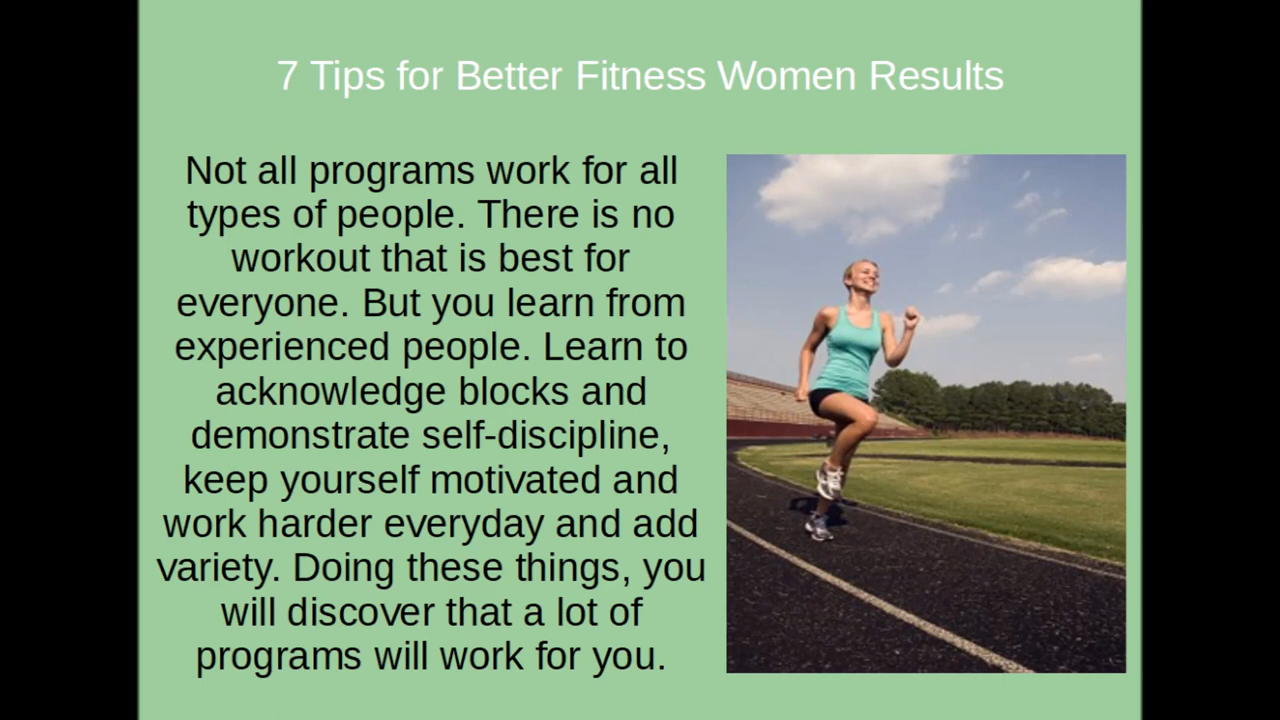 7 Tips for Better Fitness Women Results
Not all programs work for all
types of people. There is no
workout that is best for
everyone. But you learn from
experienced people. Learn to
acknowledge blocks and
demonstrate self-discipline,
keep yourself motivated and
work harder everyday and add
variety. Doing these things, you
will discover that a lot of
programs will work for you.